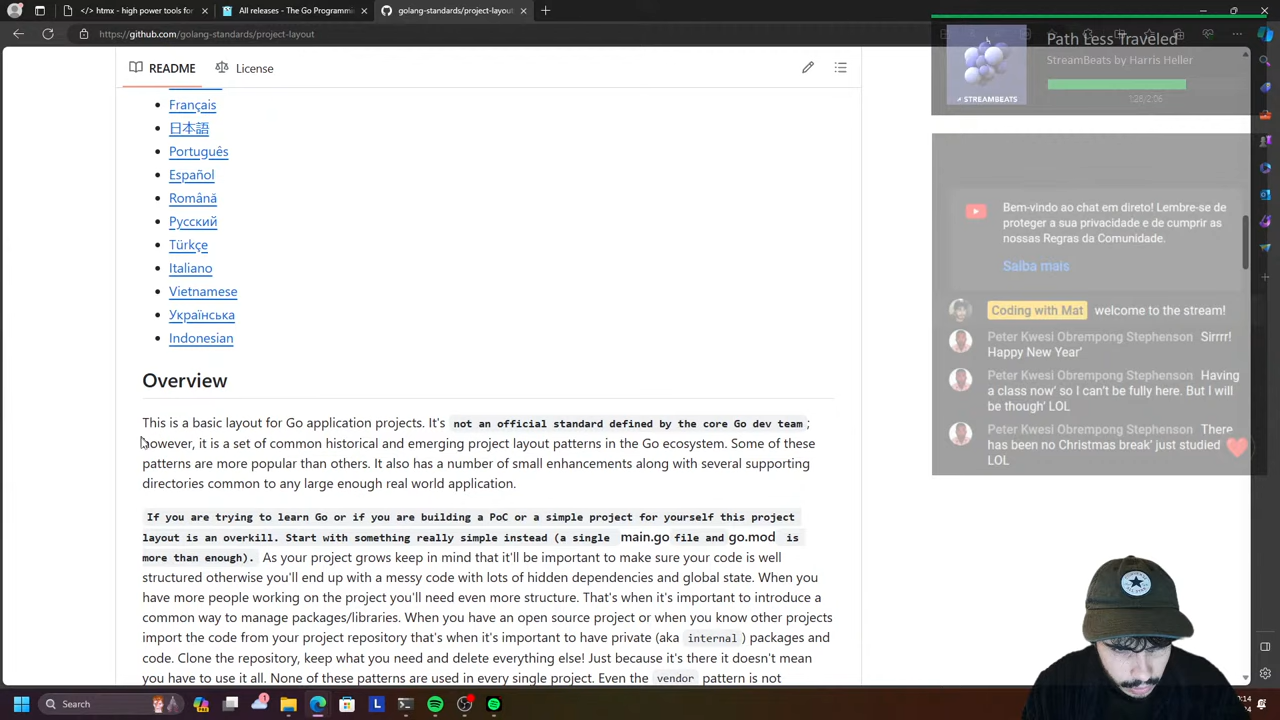 </> htmx - high power tools for
All releases - The Go Programme
golang-standards/project-layout
https://github.com/golang-standards/project-layout
README
License
Français
日本語
Português
Español
Română
Русский
Türkçe
Italiano
Vietnamese
Українська
Indonesian
Overview
This is a basic layout for Go application projects. It's not an official standard defined by the core Go dev team ;
however, it is a set of common historical and emerging project layout patterns in the Go ecosystem. Some of these
patterns are more popular than others. It also has a number of small enhancements along with several supporting
directories common to any large enough real world application.
If you are trying to learn Go or if you are building a PoC or a simple project for yourself this project
layout is an overkill. Start with something really simple instead (a single main.go file and go.mod is
more than enough). As your project grows keep in mind that it'll be important to make sure your code is well
structured otherwise you'll end up with a messy code with lots of hidden dependencies and global state. When you
have more people working on the project you'll need even more structure. That's when it's important to introduce a
common way to manage packages/libraries. When you have an open source project or when you know other projects
import the code from your project repository that's when it's important to have private (aka internal ) packages and
code. Clone the repository, keep what you need and delete everything else! Just because it's there it doesn't mean
you have to use it all. None of these patterns are used in every single project. Even the vendor pattern is not
Path Less Traveled
StreamBeats by Harris Heller
STREAMBEATS
1:28/2:06
Bem-vindo ao chat em direto! Lembre-se de
proteger a sua privacidade e de cumprir as
nossas Regras da Comunidade.
Saiba mais
Coding with Mat welcome to the stream!
Peter Kwesi Obrempong Stephenson Sirrrr!
Happy New Year'
Peter Kwesi Obrempong Stephenson Having
a class now' so I can't be fully here. But I will
be though' LOL
Peter Kwesi Obrempong Stephenson There
has been no Christmas break' just studied
LOL
Search